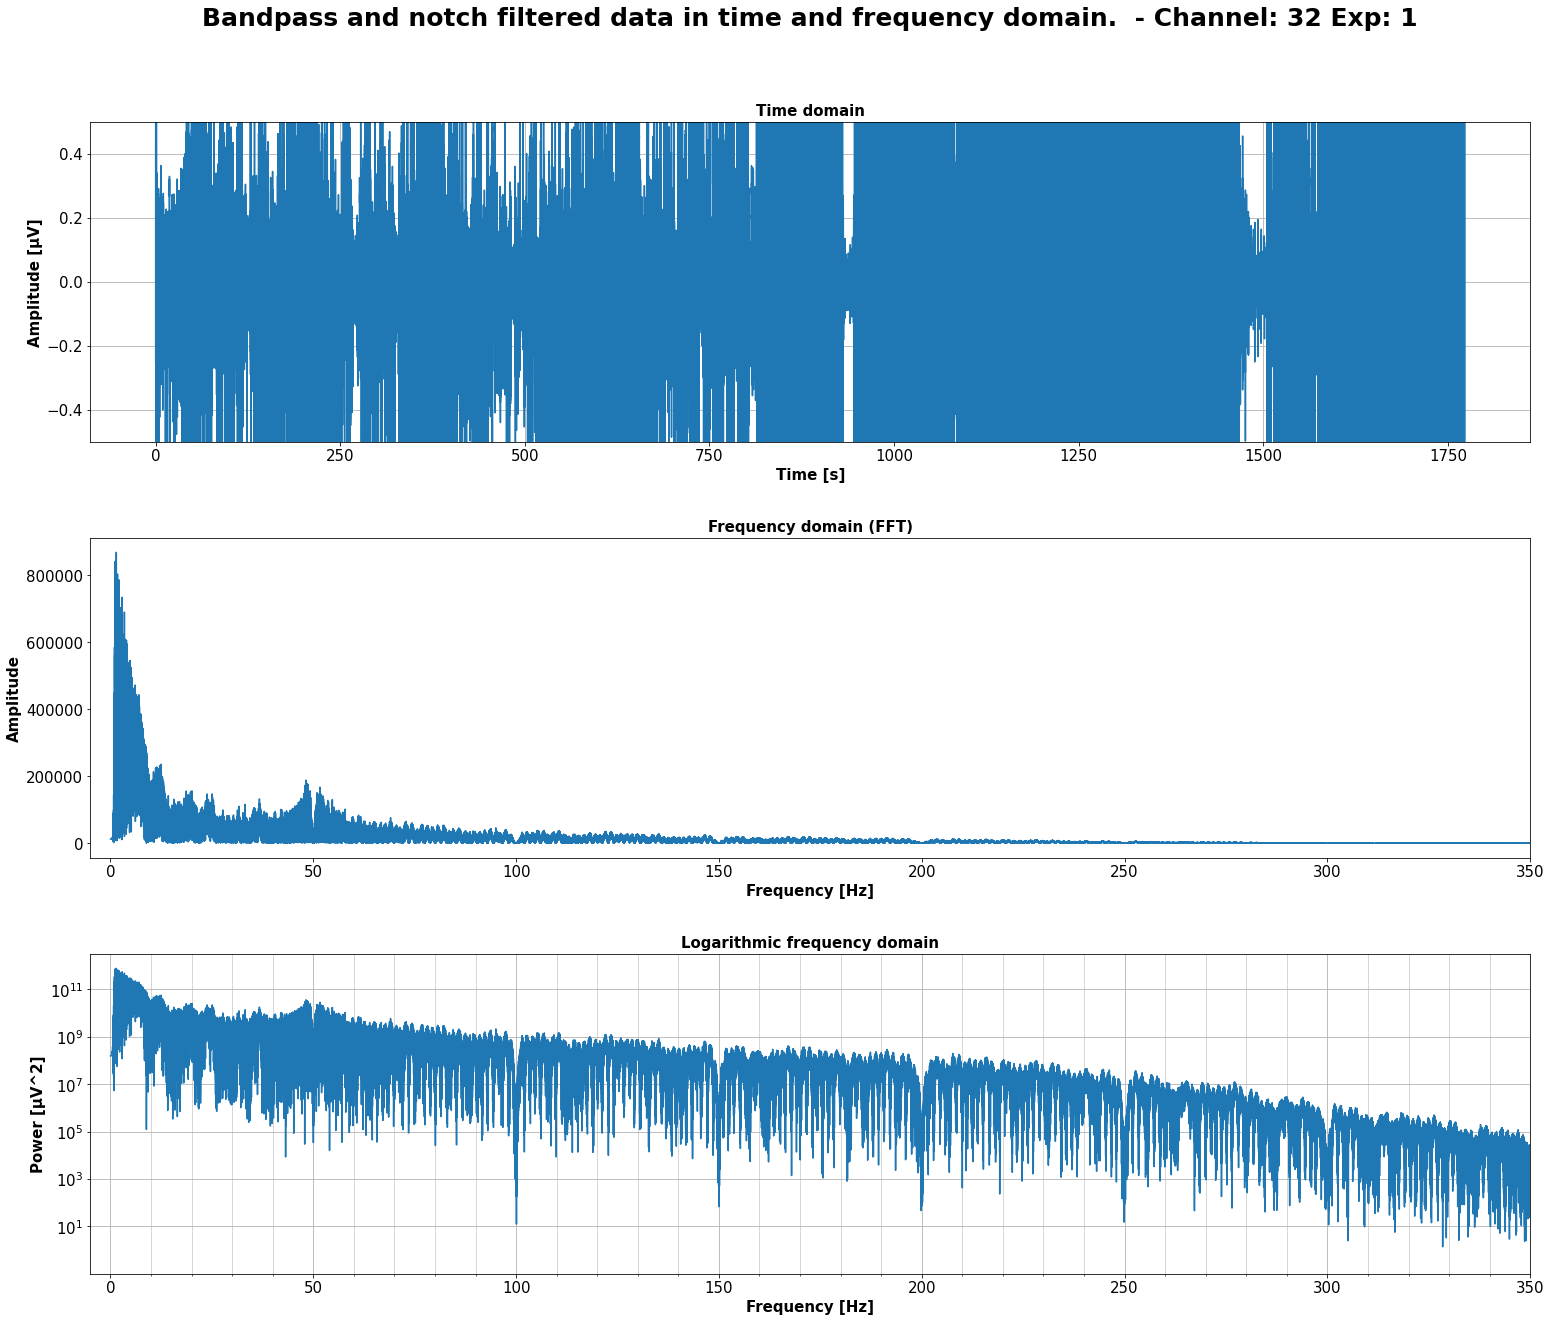 Bandpass and notch filtered data in time and frequency domain.  - Channel: 32 Exp: 1
Time domain
Amplitude [µV]
0.4
0.2
0.0
−0.2
−0.4
0 250 500 750 1000 1250 1500 1750
Time [s]
Frequency domain (FFT)
Amplitude
800000
600000
400000
200000
0
0 50 100 150 200 250 300 350
Frequency [Hz]
Logarithmic frequency domain
Power [µV^2]
10^11
10^9
10^7
10^5
10^3
10^1
0 50 100 150 200 250 300 350
Frequency [Hz]